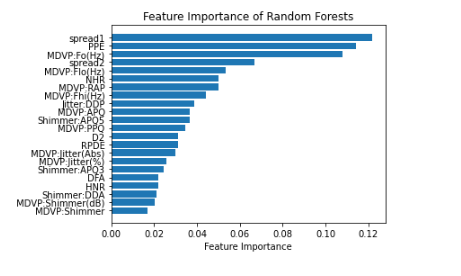 Feature Importance of Random Forests
spread1
PPE
MDVP:Fo(Hz)
spread2
MDVP:Flo(Hz)
NHR
MDVP:RAP
MDVP:Fhi(Hz)
Jitter:DDP
MDVP:APQ
Shimmer:APQ5
MDVP:PPQ
D2
RPDE
MDVP:Jitter(Abs)
MDVP:Jitter(%)
Shimmer:APQ3
DFA
HNR
Shimmer:DDA
MDVP:Shimmer(dB)
MDVP:Shimmer
0.00 0.02 0.04 0.06 0.08 0.10 0.12
Feature Importance